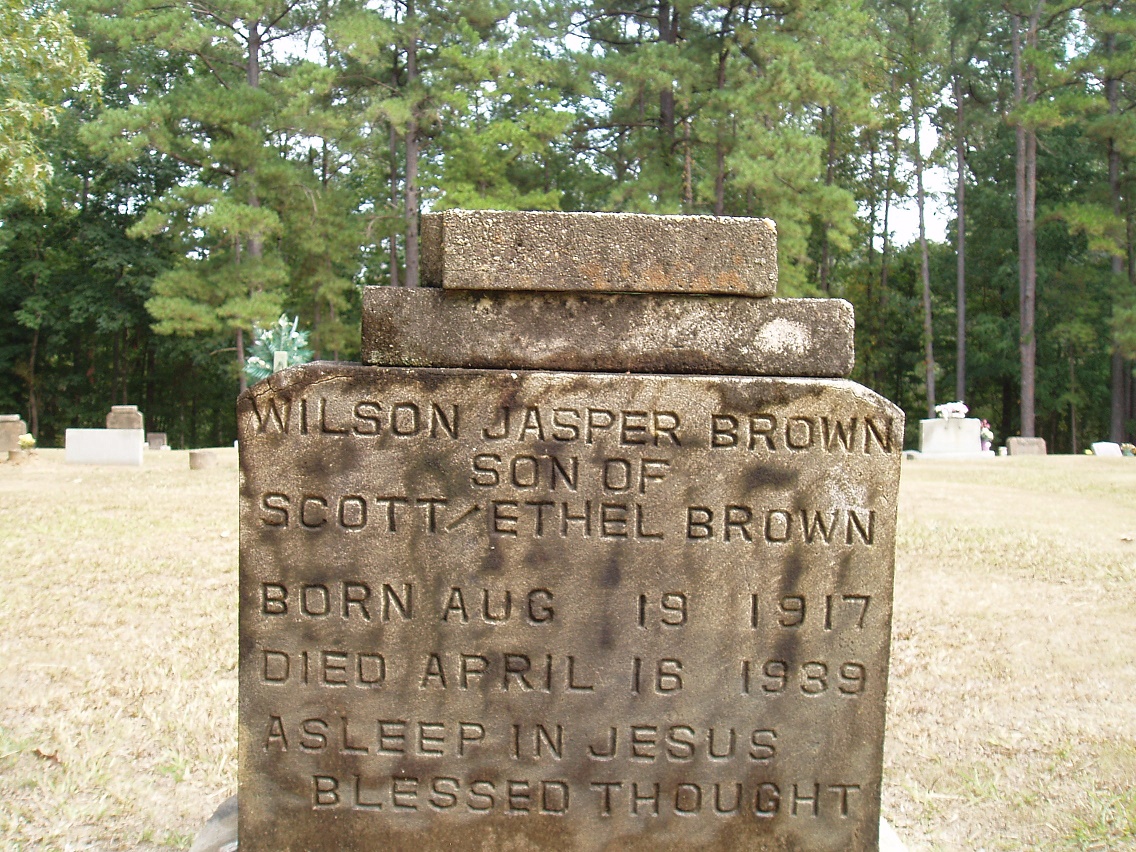 WILSON JASPER BROWN
SON OF
SCOTT/ETHEL BROWN
BORN AUG 19 1917
DIED APRIL 16 1939
ASLEEP IN JESUS
BLESSED THOUGHT